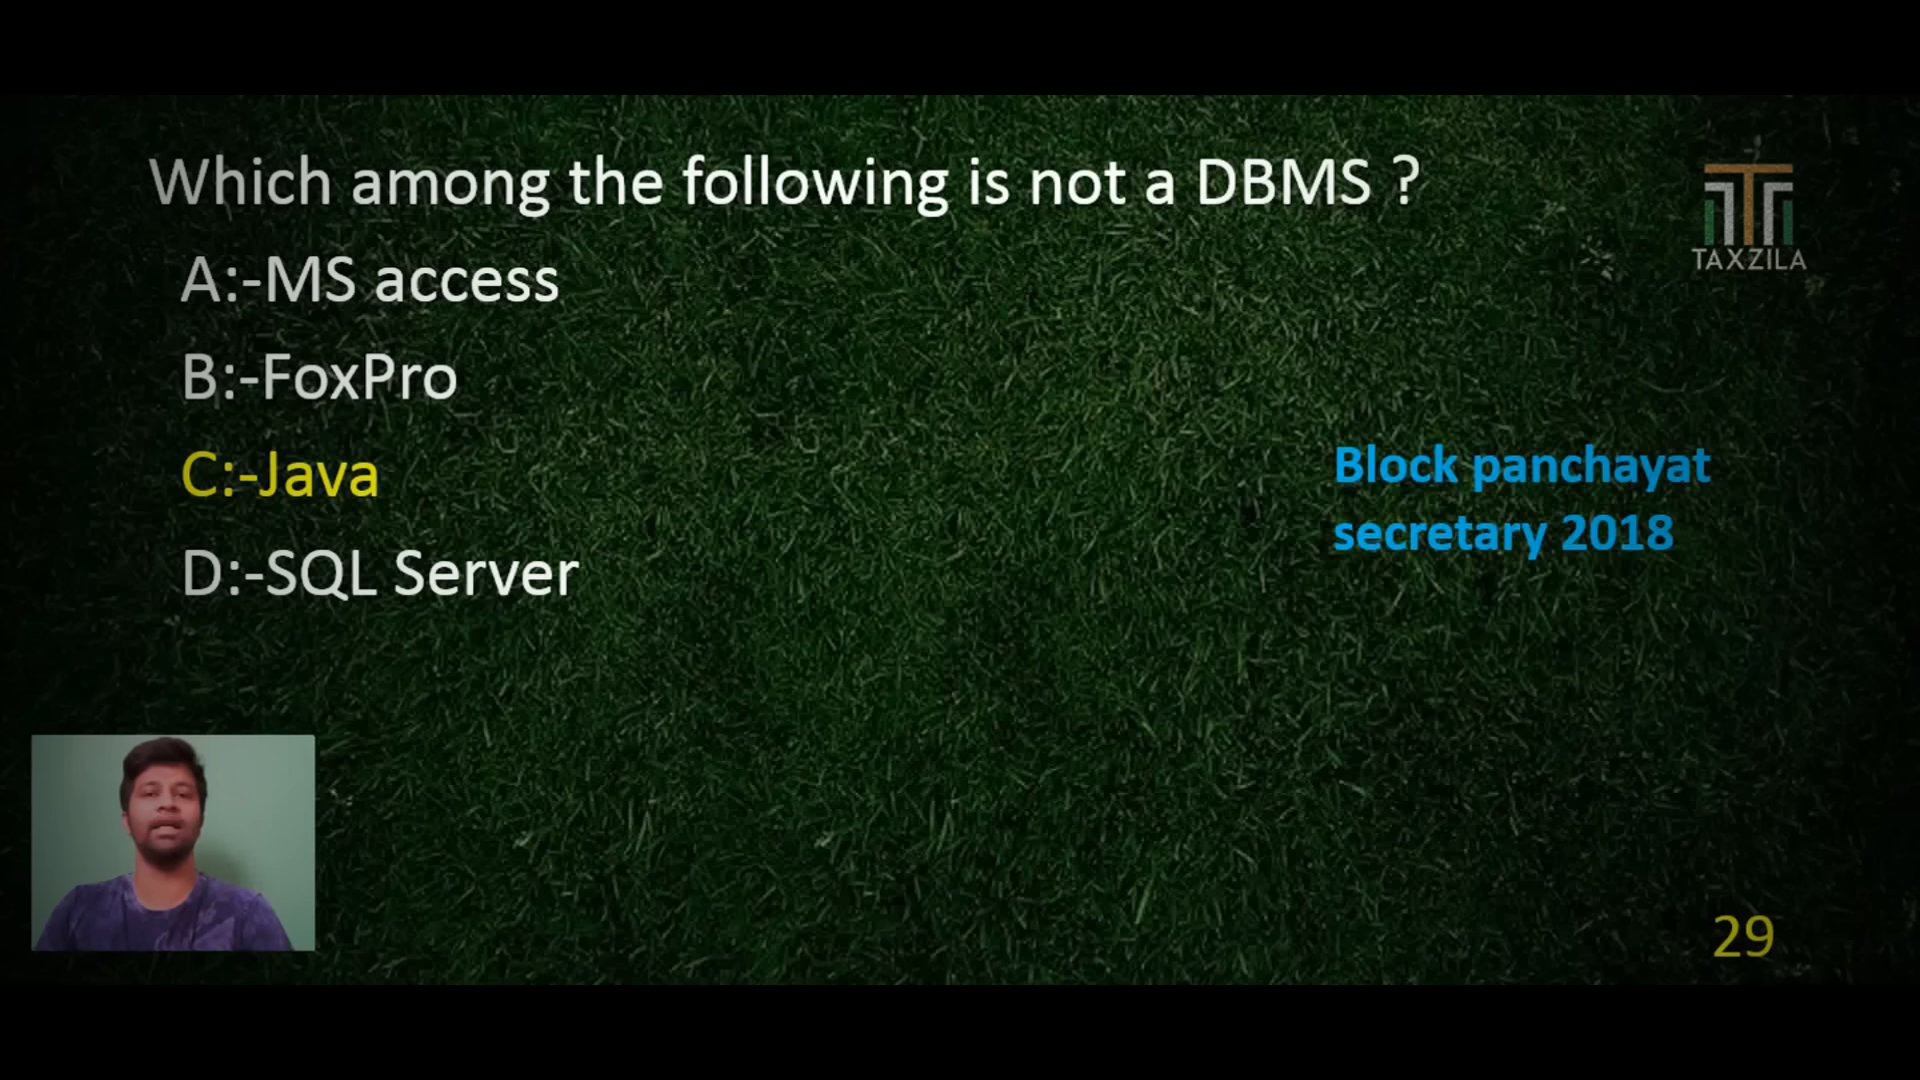 Which among the following is not a DBMS ?
TAXZILA
A:-MS access
B:-FoxPro
C:-Java
D:-SQL Server
Block panchayat
secretary 2018
29